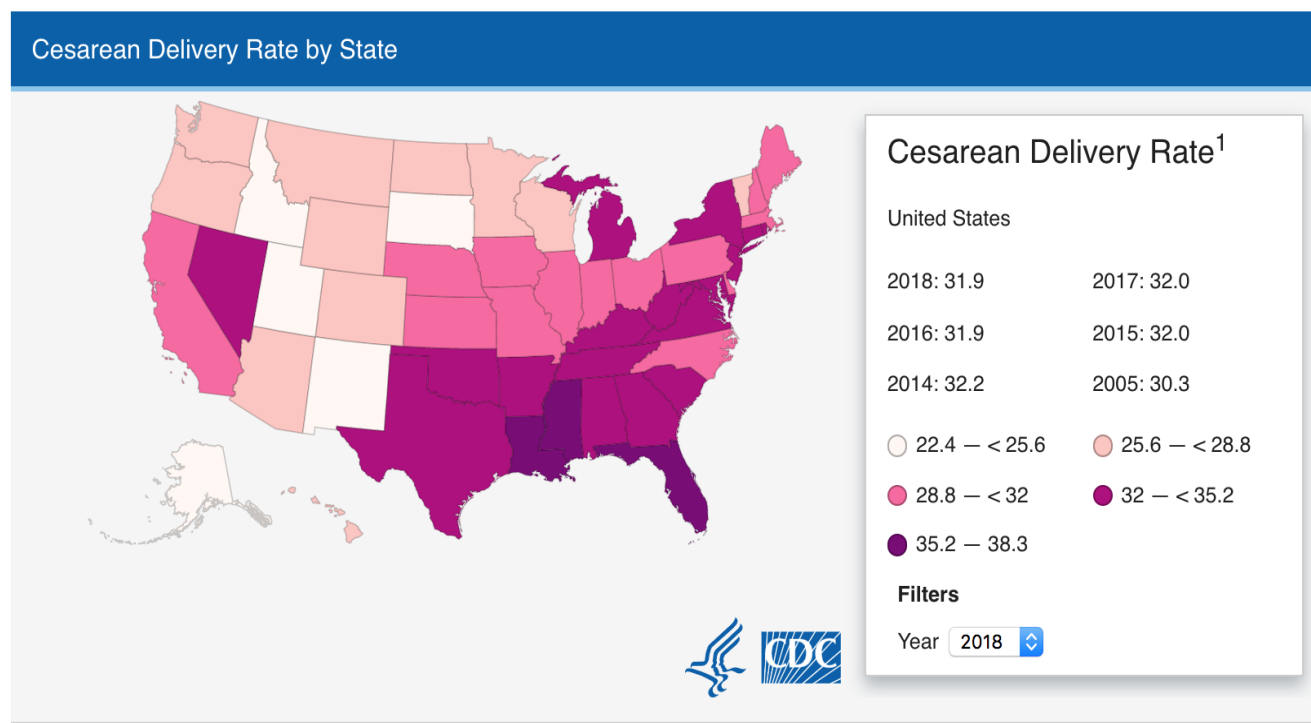 Cesarean Delivery Rate by State
Cesarean Delivery Rate1
United States
2018: 31.9 2017: 32.0
2016: 31.9 2015: 32.0
2014: 32.2 2005: 30.3
22.4 — < 25.6 25.6 — < 28.8
28.8 — < 32 32 — < 35.2
35.2 — 38.3
Filters
Year 2018
CDC